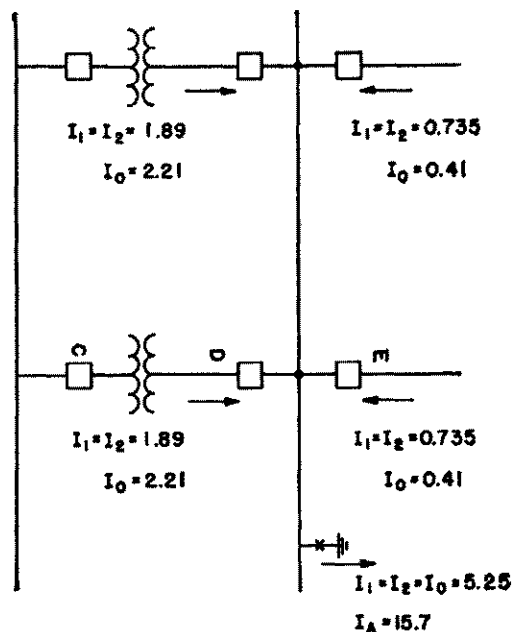 I₁ = I₂ = 1.89
I₀ = 2.21
I₁ = I₂ = 0.735
I₀ = 0.41
C
D
E
I₁ = I₂ = 1.89
I₀ = 2.21
I₁ = I₂ = 0.735
I₀ = 0.41
I₁ = I₂ = I₀ = 5.25
I_A = 15.7